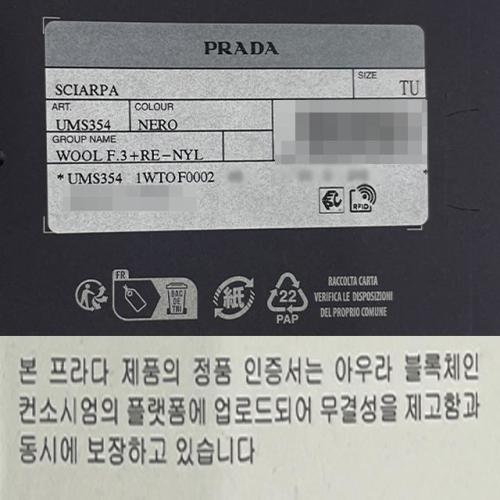 PRADA
SCIARPA
SIZE
TU
ART.
COLOUR
UMS354
NERO
GROUP NAME
WOOL F.3+RE-NYL
*UMS354 1WTO F0002
*
RFID
FR
BAC
DE
TRI
紙
22
PAP
RACCOLTA CARTA
VERIFICA LE DISPOSIZIONI
DEL PROPRIO COMUNE
본 프라다 제품의 정품 인증서는 아우라 블록체인
컨소시엄의 플랫폼에 업로드되어 무결성을 제고함과
동시에 보장하고 있습니다